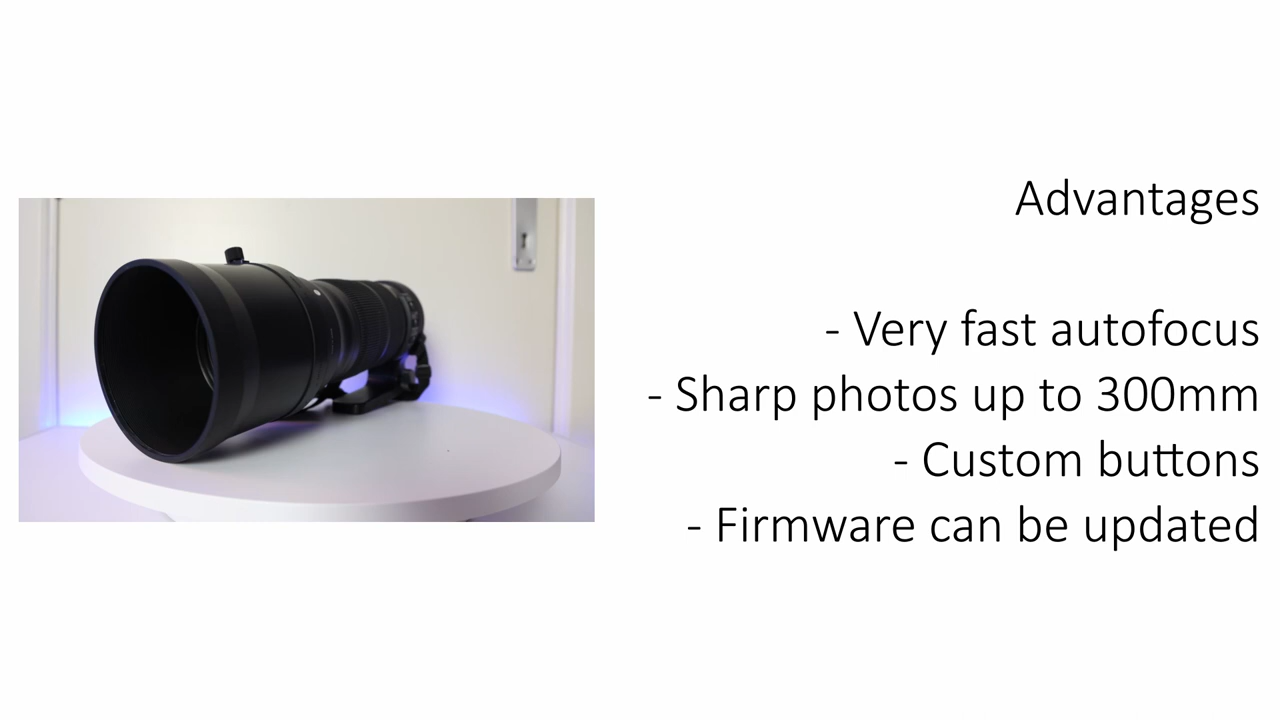 Advantages
- Very fast autofocus
- Sharp photos up to 300mm
- Custom buttons
- Firmware can be updated